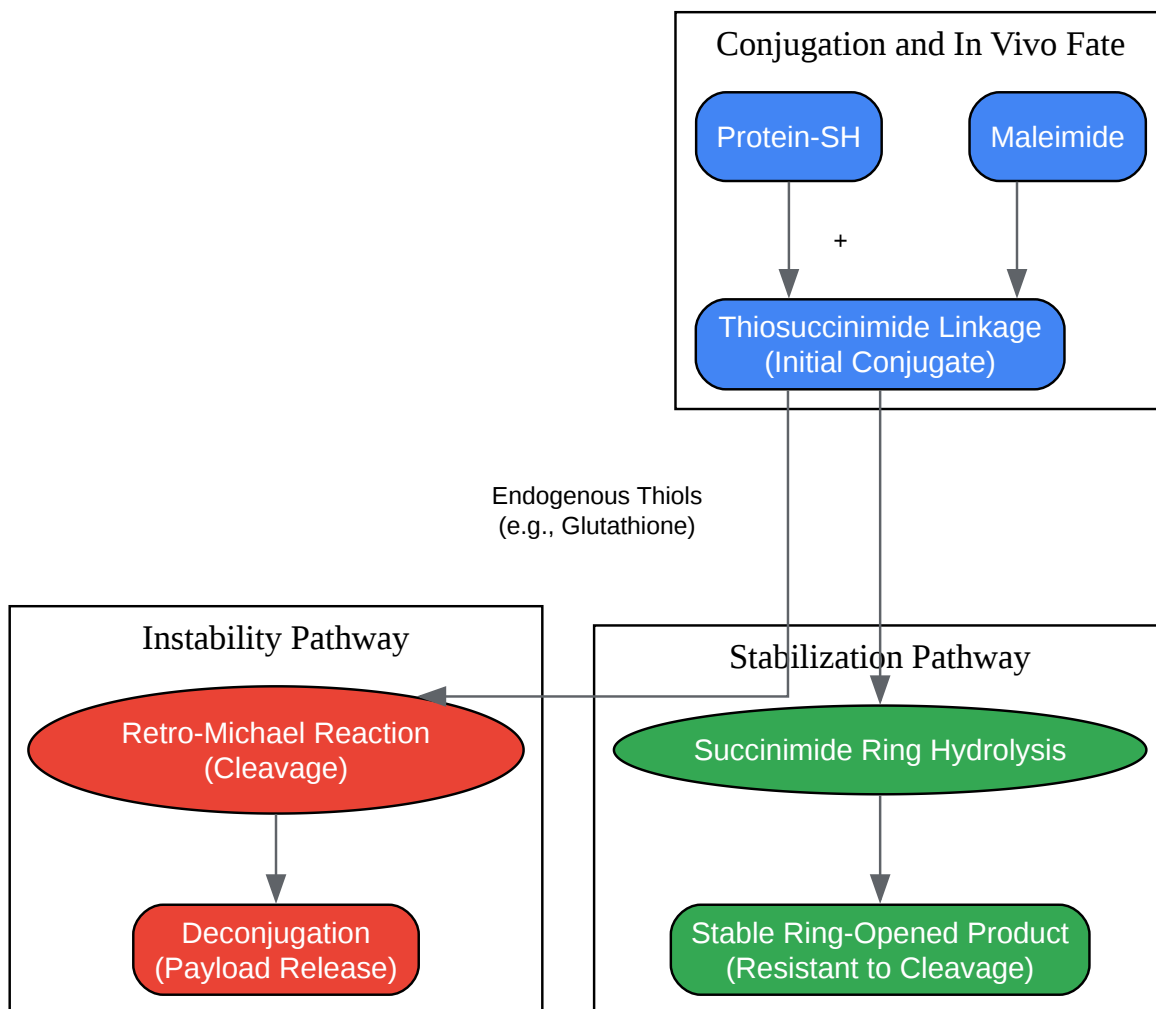 Conjugation and In Vivo Fate
Protein-SH
Maleimide
+
Thiosuccinimide Linkage
(Initial Conjugate)
Endogenous Thiols
(e.g., Glutathione)
Instability Pathway
Retro-Michael Reaction
(Cleavage)
Deconjugation
(Payload Release)
Stabilization Pathway
Succinimide Ring Hydrolysis
Stable Ring-Opened Product
(Resistant to Cleavage)